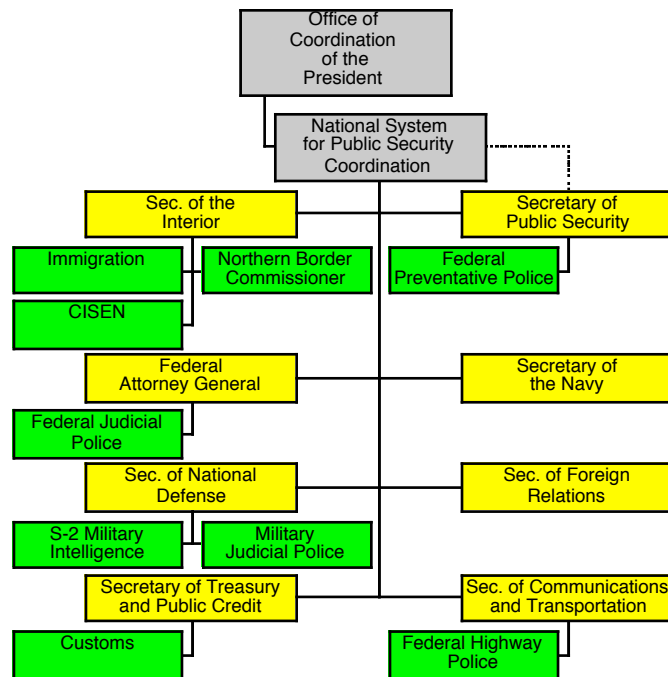 Office of
Coordination
of the
President
National System
for Public Security
Coordination
Sec. of the
Interior
Secretary of
Public Security
Immigration
Northern Border
Commissioner
Federal
Preventative Police
CISEN
Federal
Attorney General
Secretary of
the Navy
Federal Judicial
Police
Sec. of National
Defense
Sec. of Foreign
Relations
S-2 Military
Intelligence
Military
Judicial Police
Secretary of Treasury
and Public Credit
Sec. of Communications
and Transportation
Customs
Federal Highway
Police